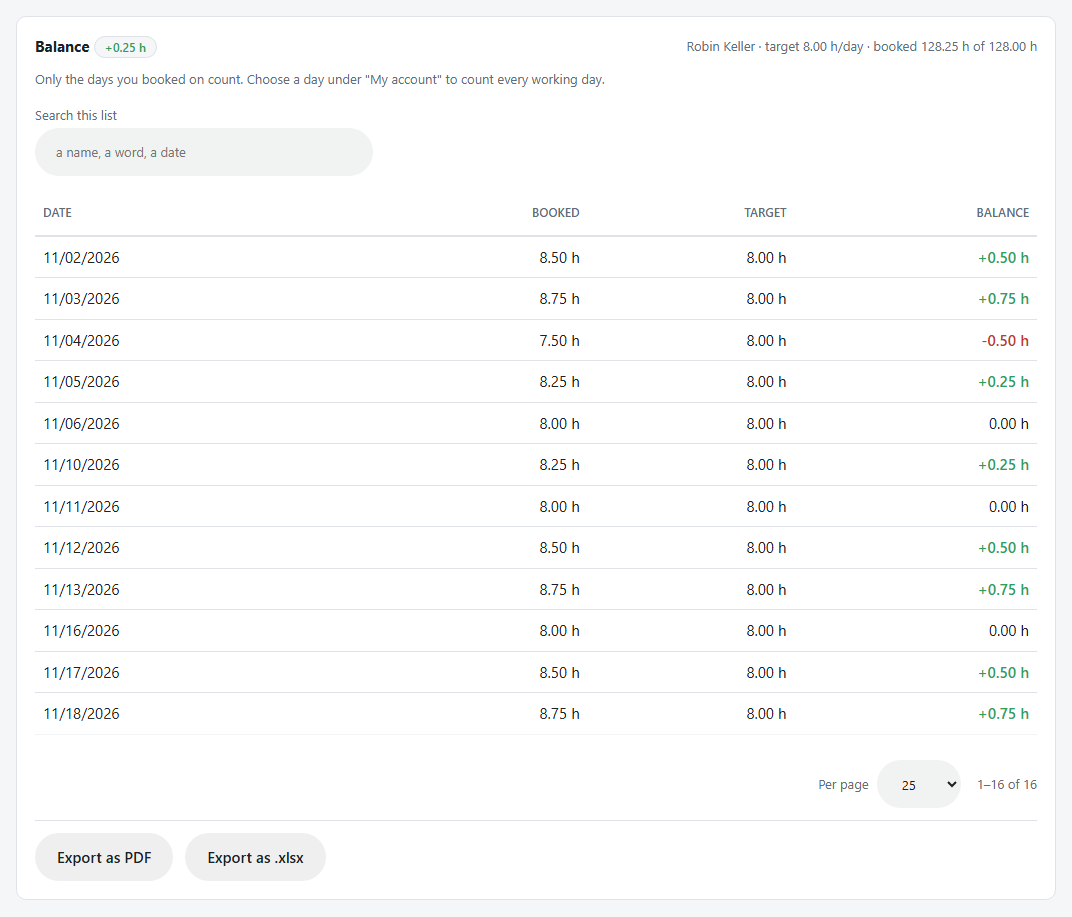 Balance +0.25 h
Robin Keller · target 8.00 h/day · booked 128.25 h of 128.00 h
Only the days you booked on count. Choose a day under "My account" to count every working day.
Search this list
a name, a word, a date
DATE BOOKED TARGET BALANCE
11/02/2026 8.50 h 8.00 h +0.50 h
11/03/2026 8.75 h 8.00 h +0.75 h
11/04/2026 7.50 h 8.00 h -0.50 h
11/05/2026 8.25 h 8.00 h +0.25 h
11/06/2026 8.00 h 8.00 h 0.00 h
11/10/2026 8.25 h 8.00 h +0.25 h
11/11/2026 8.00 h 8.00 h 0.00 h
11/12/2026 8.50 h 8.00 h +0.50 h
11/13/2026 8.75 h 8.00 h +0.75 h
11/16/2026 8.00 h 8.00 h 0.00 h
11/17/2026 8.50 h 8.00 h +0.50 h
11/18/2026 8.75 h 8.00 h +0.75 h
Per page 25 1–16 of 16
Export as PDF Export as .xlsx